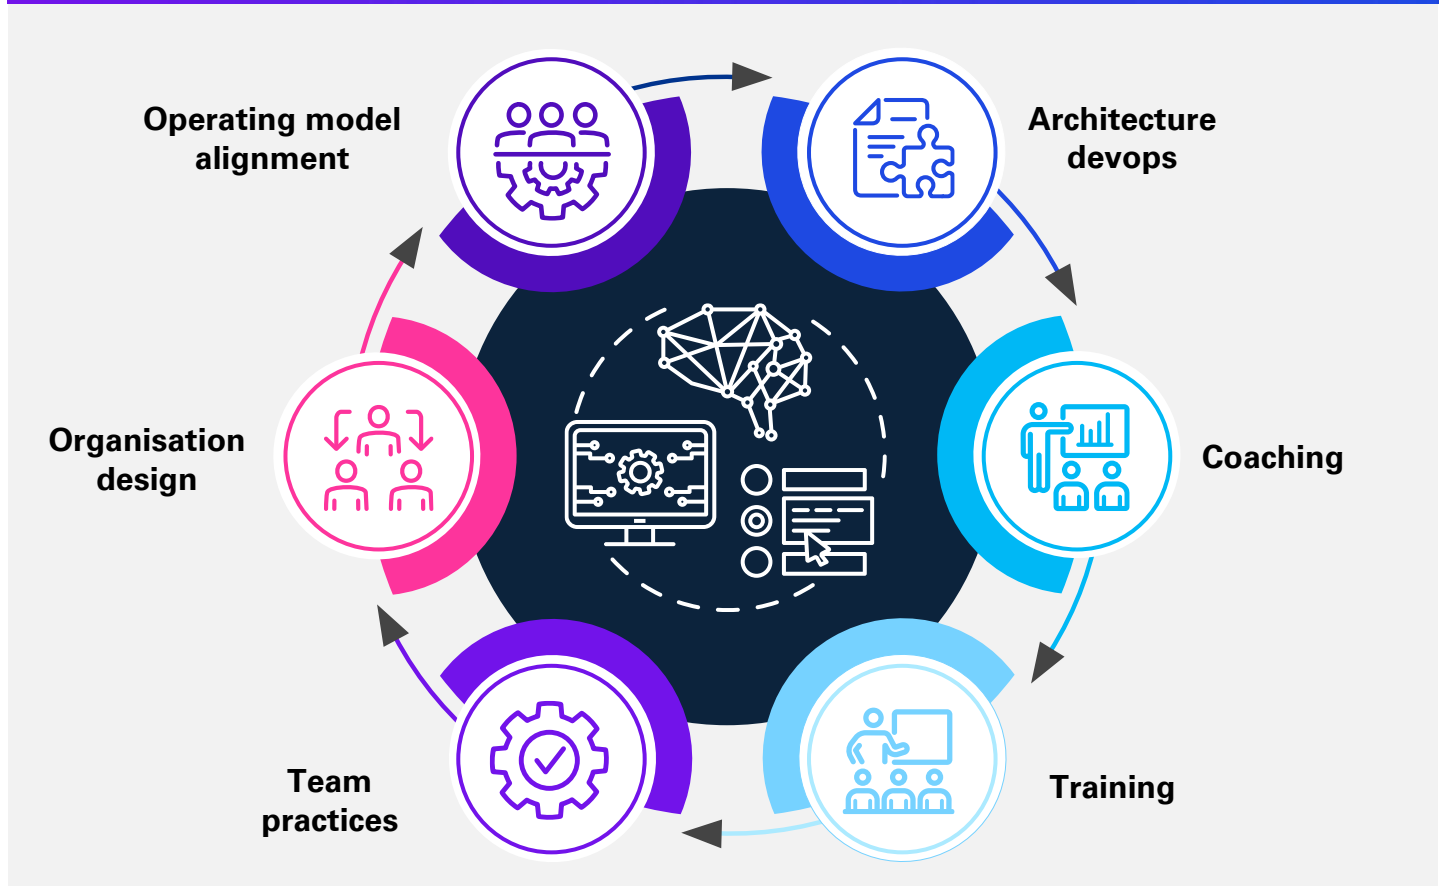 Operating model
alignment
Architecture
devops
Organisation
design
Coaching
Team
practices
Training